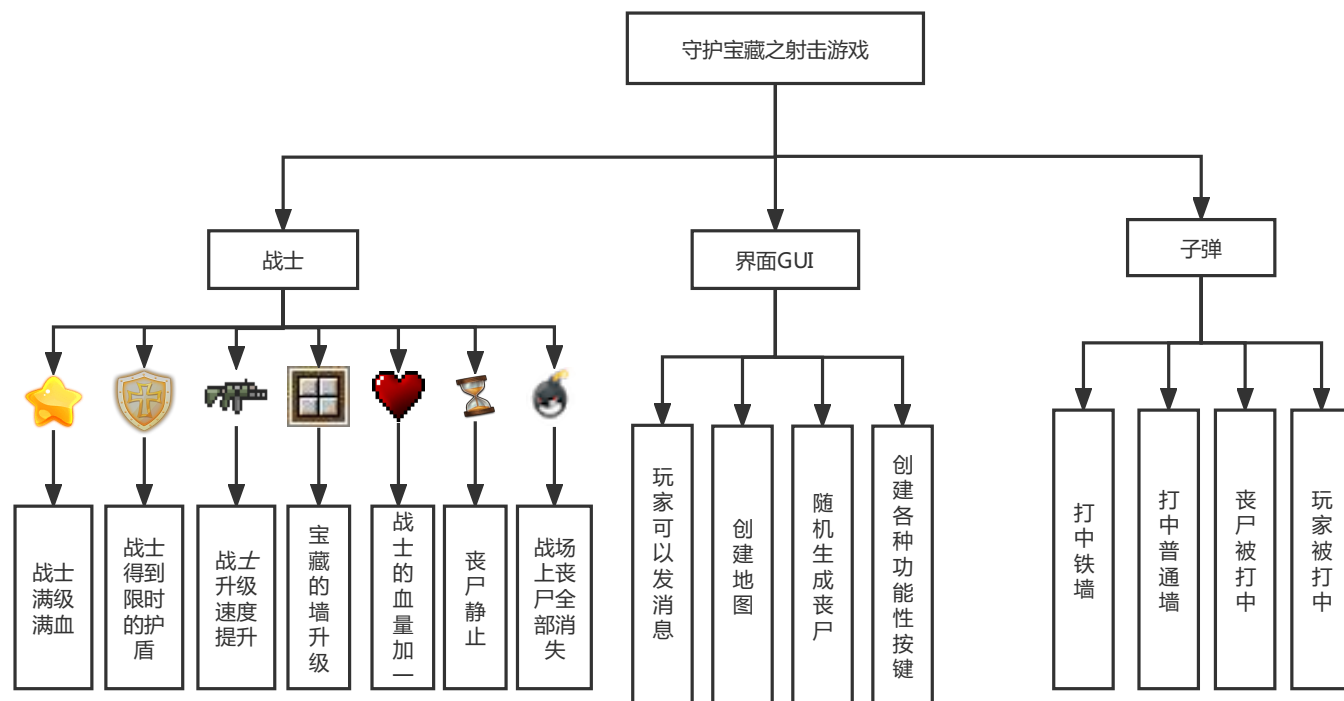 守护宝藏之射击游戏
战士
界面GUI
子弹
战士
满级
满血
战士
得到
限时
的护
盾
战士
升级
速度
提升
宝藏的墙升级
战士的血量加一
丧尸静止
战场
上丧
尸全
部消
失
玩家可以发消息
创建地图
随机生成丧尸
创建各种功能性按键
打中铁墙
打中普通墙
丧尸被打中
玩家被打中